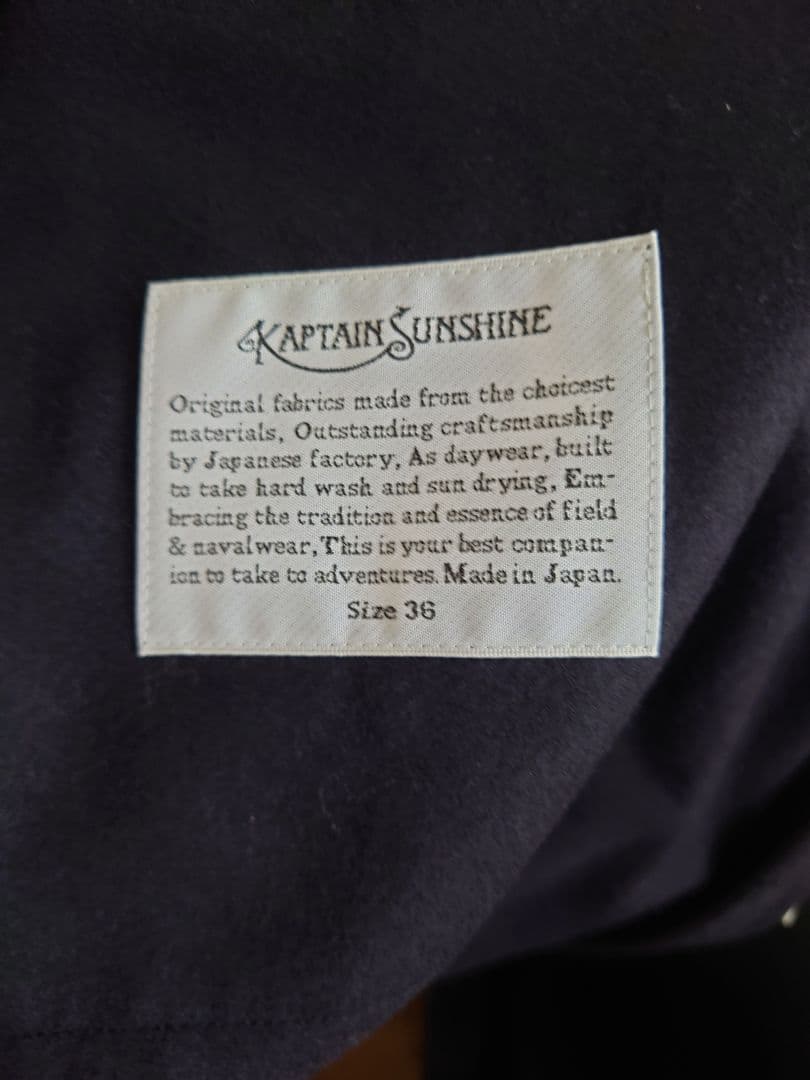 KAPTAIN SUNSHINE
Original fabrics made from the choicest
materials, Outstanding craftsmanship
by Japanese factory, As daywear, built
to take hard wash and sun drying, Em-
bracing the tradition and essence of field
& navalwear, This is your best compan-
ion to take to adventures. Made in Japan.
Size 36